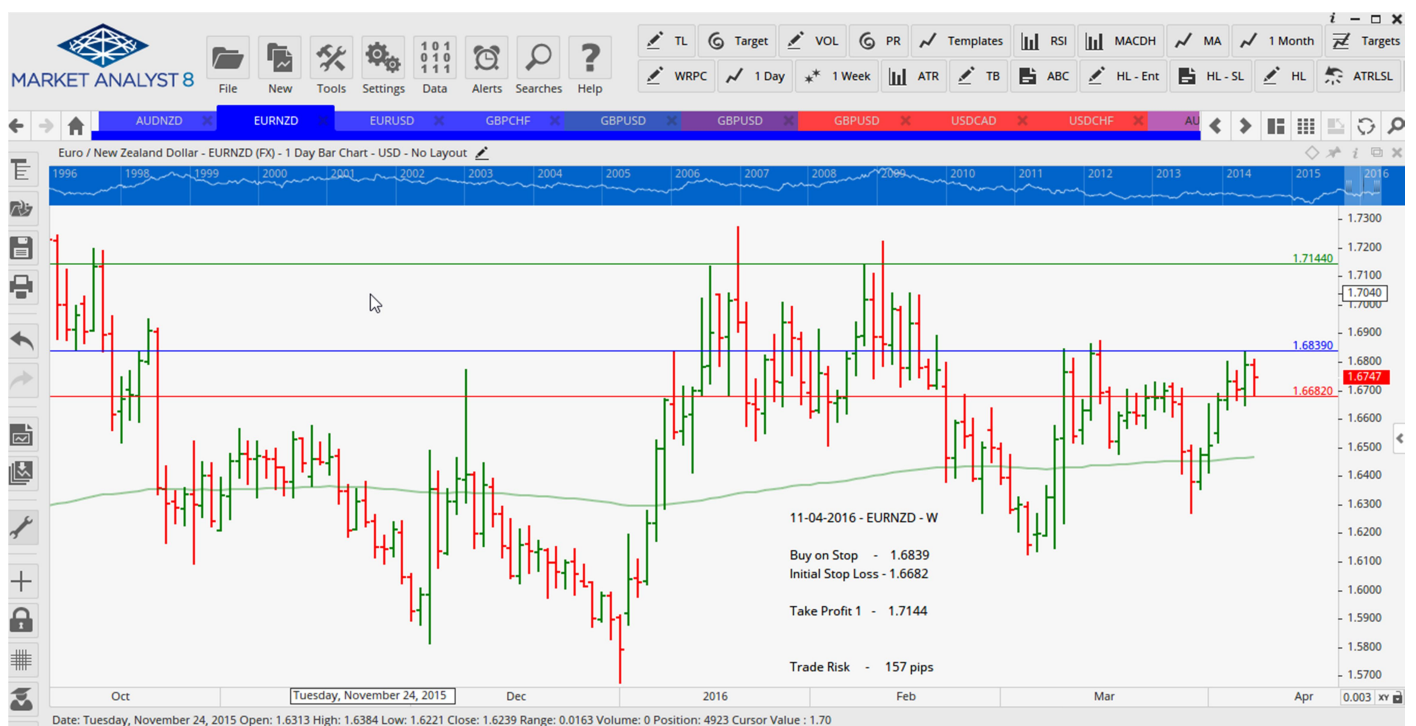 i
TL Target VOL PR Templates RSI MACDH MA 1 Month Targets
MARKET ANALYST 8
101
010
111
?
File New Tools Settings Data Alerts Searches Help
WRPC 1 Day 1 Week ATR TB ABC HL - Ent HL - SL HL ATRLSL
AUDNZD EURNZD EURUSD GBPCHF GBPUSD GBPUSD GBPUSD USDCAD USDCHF AU
Euro / New Zealand Dollar - EURNZD (FX) - 1 Day Bar Chart - USD - No Layout
i
1996 1998 1999 2000 2001 2002 2003 2004 2005 2006 2007 2008 2009 2010 2011 2012 2013 2014 2015 2016
1.7300
1.7200
1.71440
1.7100
1.7040
1.7000
1.6900
1.68390
1.6800
1.6747
1.66820
1.6700
1.6600
1.6500
1.6400
1.6300
1.6200
1.6100
1.6000
1.5900
1.5800
1.5700
11-04-2016 - EURNZD - W
Buy on Stop - 1.6839
Initial Stop Loss - 1.6682
Take Profit 1 - 1.7144
Trade Risk - 157 pips
Oct Tuesday, November 24, 2015 Dec 2016 Feb Mar Apr 0.003 XY
Date: Tuesday, November 24, 2015 Open: 1.6313 High: 1.6384 Low: 1.6221 Close: 1.6239 Range: 0.0163 Volume: 0 Position: 4923 Cursor Value : 1.70